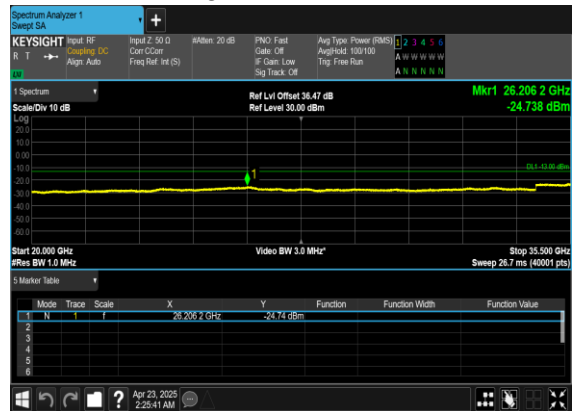 Spectrum Analyzer 1
Swept SA
+
KEYSIGHT Input: RF Input Z: 50 Ω #Atten: 20 dB PNO: Fast Avg Type: Power (RMS) 1 2 3 4 5 6
R T Coupling: DC Corr CCorr Gate: Off Avg|Hold: 100/100 A W W W W W
Align: Auto Freq Ref: Int (S) IF Gain: Low Trig: Free Run
Sig Track: Off A N N N N N
1 Spectrum Ref Lvl Offset 36.47 dB Mkr1 26.206 2 GHz
Scale/Div 10 dB Ref Level 30.00 dBm -24.738 dBm
Log
20.0
10.0
0.00
-10.0 DL1 -13.00 dBm
1
-20.0
-30.0
-40.0
-50.0
-60.0
Start 20.000 GHz Video BW 3.0 MHz* Stop 35.500 GHz
#Res BW 1.0 MHz Sweep 26.7 ms (40001 pts)
5 Marker Table
Mode Trace Scale X Y Function Function Width Function Value
1 N 1 f 26.206 2 GHz -24.74 dBm
2
3
4
5
6
? Apr 23, 2025
2:25:41 AM